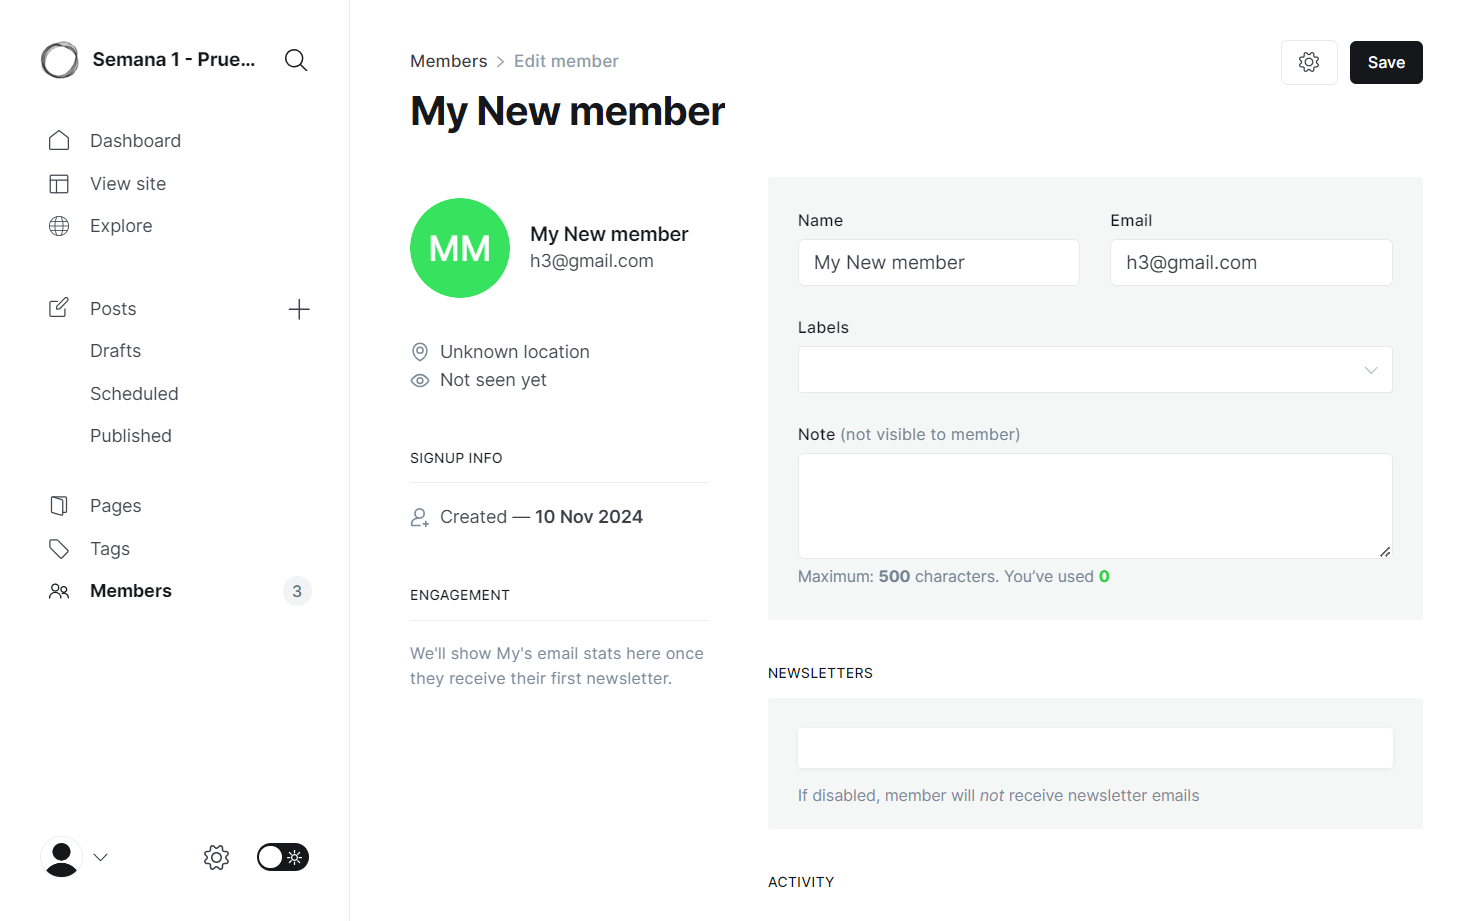 Semana 1 - Prue...
Dashboard
View site
Explore
Posts
Drafts
Scheduled
Published
Pages
Tags
Members 3
Members > Edit member
Save
My New member
MM
My New member
h3@gmail.com
Unknown location
Not seen yet
SIGNUP INFO
Created — 10 Nov 2024
ENGAGEMENT
We'll show My's email stats here once
they receive their first newsletter.
Name
My New member
Email
h3@gmail.com
Labels
Note (not visible to member)
Maximum: 500 characters. You’ve used 0
NEWSLETTERS
If disabled, member will not receive newsletter emails
ACTIVITY